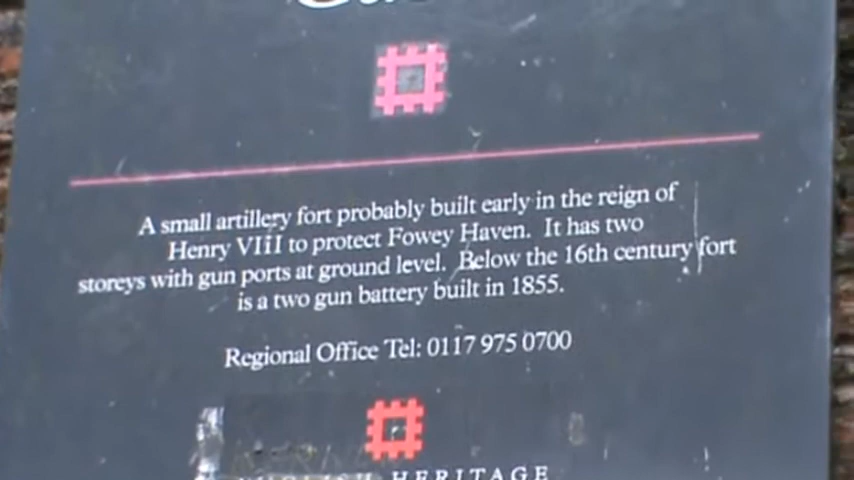 A small artillery fort probably built early in the reign of
Henry VIII to protect Fowey Haven. It has two
storeys with gun ports at ground level. Below the 16th century fort
is a two gun battery built in 1855.
Regional Office Tel: 0117 975 0700
ENGLISH HERITAGE